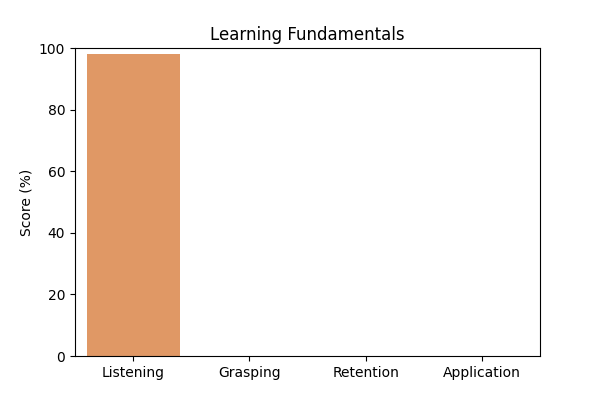 Learning Fundamentals
Score (%)
100
80
60
40
20
0
Listening
Grasping
Retention
Application